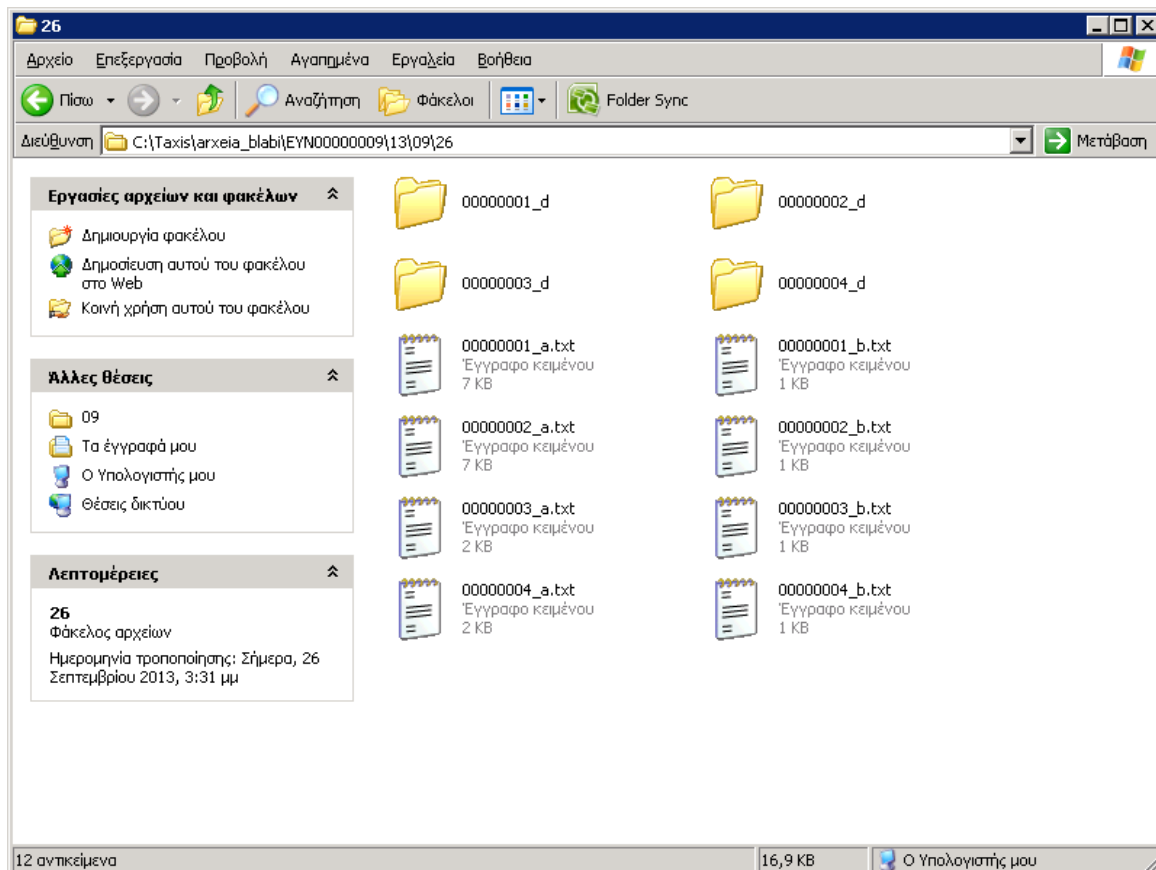 26
Αρχείο Επεξεργασία Προβολή Αγαπημένα Εργαλεία Βοήθεια
Πίσω Αναζήτηση Φάκελοι Folder Sync
Διεύθυνση C:\Taxis\arxeia_blabi\EYN00000009\13\09\26 Μετάβαση
Εργασίες αρχείων και φακέλων
Δημιουργία φακέλου
Δημοσίευση αυτού του φακέλου
στο Web
Κοινή χρήση αυτού του φακέλου
Άλλες θέσεις
09
Τα έγγραφά μου
Ο Υπολογιστής μου
Θέσεις δικτύου
Λεπτομέρειες
26
Φάκελος αρχείων
Ημερομηνία τροποποίησης: Σήμερα, 26
Σεπτεμβρίου 2013, 3:31 μμ
00000001_d
00000002_d
00000003_d
00000004_d
00000001_a.txt
Έγγραφο κειμένου
7 KB
00000001_b.txt
Έγγραφο κειμένου
1 KB
00000002_a.txt
Έγγραφο κειμένου
7 KB
00000002_b.txt
Έγγραφο κειμένου
1 KB
00000003_a.txt
Έγγραφο κειμένου
2 KB
00000003_b.txt
Έγγραφο κειμένου
1 KB
00000004_a.txt
Έγγραφο κειμένου
2 KB
00000004_b.txt
Έγγραφο κειμένου
1 KB
12 αντικείμενα 16,9 KB Ο Υπολογιστής μου